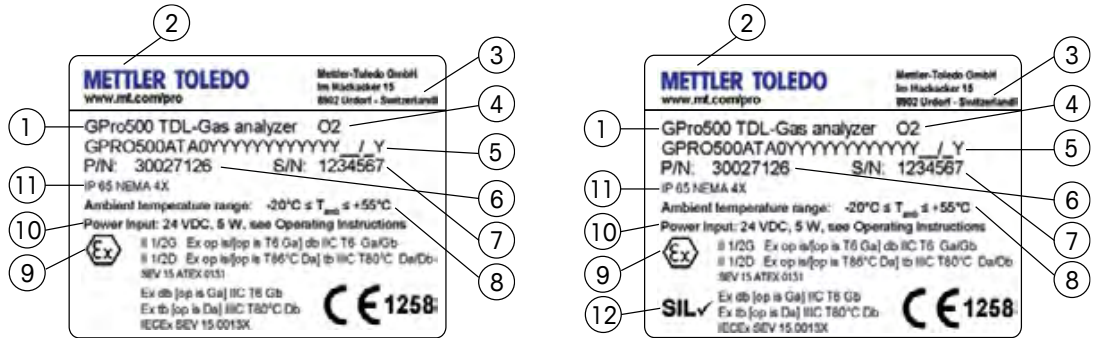 2
3
METTLER TOLEDO
www.mt.com/pro
Mettler-Toledo GmbH
Im Hackacker 15
8902 Urdorf - Switzerland
4
1
GPro500 TDL-Gas analyzer O2
GPRO500ATA0YYYYYYYYYYYY__/_Y
5
P/N: 30027126 S/N: 1234567
11
IP 65 NEMA 4X
6
Ambient temperature range: -20°C ≤ Tamb ≤ +55°C
10
Power Input: 24 VDC, 5 W, see Operating Instructions
7
Ex
II 1/2G Ex op is/[op is T6 Ga] db IIC T6 Ga/Gb
II 1/2D Ex op is/[op is T86°C Da] tb IIIC T80°C Da/Db
SEV 15 ATEX 0131
9
8
Ex db [op is Ga] IIC T6 Gb
Ex tb [op is Da] IIIC T80°C Db
IECEx SEV 15.0013X
CE 1258
2
3
METTLER TOLEDO
www.mt.com/pro
Mettler-Toledo GmbH
Im Hackacker 15
8902 Urdorf - Switzerland
4
1
GPro500 TDL-Gas analyzer O2
GPRO500ATA0YYYYYYYYYYYY__/_Y
5
P/N: 30027126 S/N: 1234567
11
IP 65 NEMA 4X
6
Ambient temperature range: -20°C ≤ Tamb ≤ +55°C
10
Power Input: 24 VDC, 5 W, see Operating Instructions
7
Ex
II 1/2G Ex op is/[op is T6 Ga] db IIC T6 Ga/Gb
II 1/2D Ex op is/[op is T86°C Da] tb IIIC T80°C Da/Db
SEV 15 ATEX 0131
9
8
12
SIL✓
Ex db [op is Ga] IIC T6 Gb
Ex tb [op is Da] IIIC T80°C Db
IECEx SEV 15.0013X
CE 1258